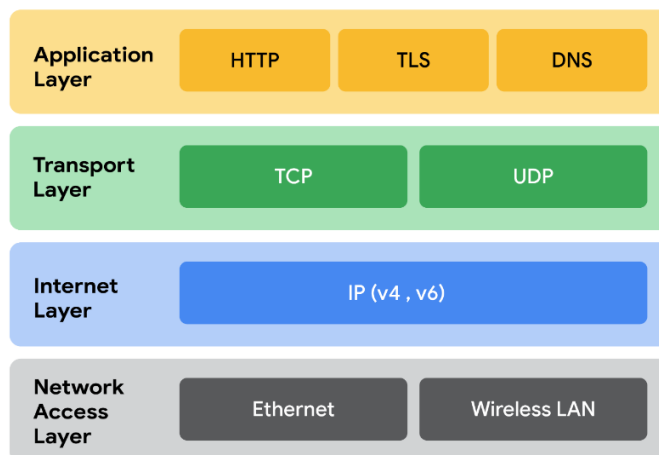 Application
Layer
HTTP
TLS
DNS
Transport
Layer
TCP
UDP
Internet
Layer
IP (v4 , v6)
Network
Access
Layer
Ethernet
Wireless LAN